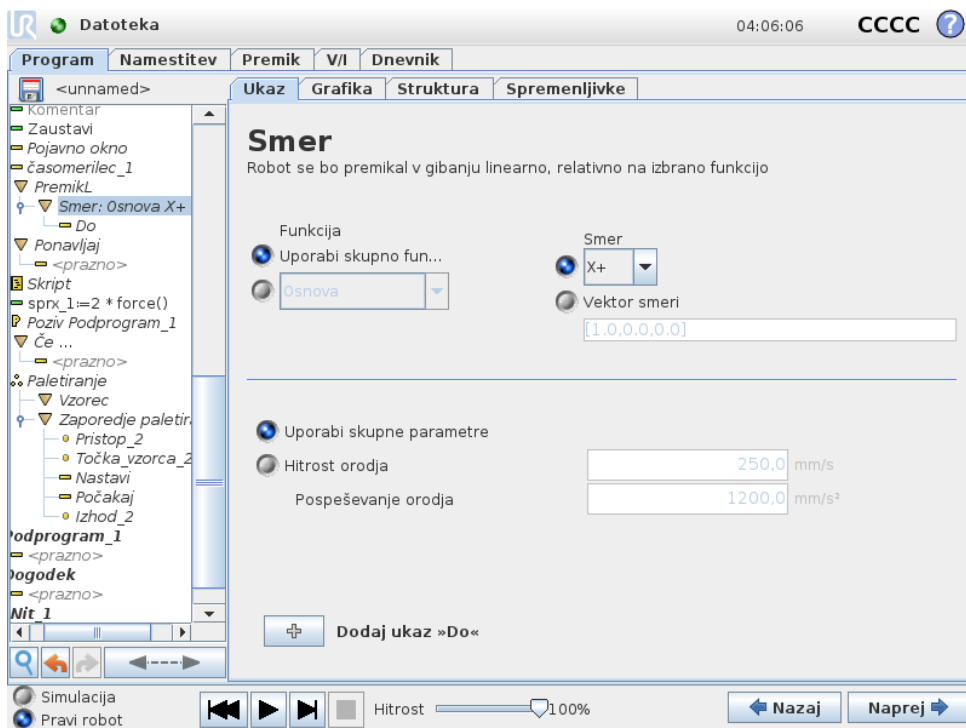 UR Datoteka 04:06:06 CCCC ?
Program Namestitev Premik V/I Dnevnik
<unnamed>
Ukaz Grafika Struktura Spremenljivke
Komentar
Zaustavi
Pojavno okno
časomerilec_1
PremikL
Smer: Osnova X+
Do
Ponavljaj
<prazno>
Skript
sprx_1:=2 * force()
Poziv Podprogram_1
Če ...
<prazno>
Paletiranje
Vzorec
Zaporedje paletir
Pristop_2
Točka_vzorca_2
Nastavi
Počakaj
Izhod_2
Podprogram_1
<prazno>
Dogodek
<prazno>
Nit_1
Smer
Robot se bo premikal v gibanju linearno, relativno na izbrano funkcijo
Funkcija
Uporabi skupno fun...
Osnova
Smer
X+
Vektor smeri
[1.0,0.0,0.0]
Uporabi skupne parametre
Hitrost orodja 250,0 mm/s
Pospeševanje orodja 1200,0 mm/s²
Dodaj ukaz »Do«
Simulacija
Pravi robot
Hitrost 100%
Nazaj Naprej